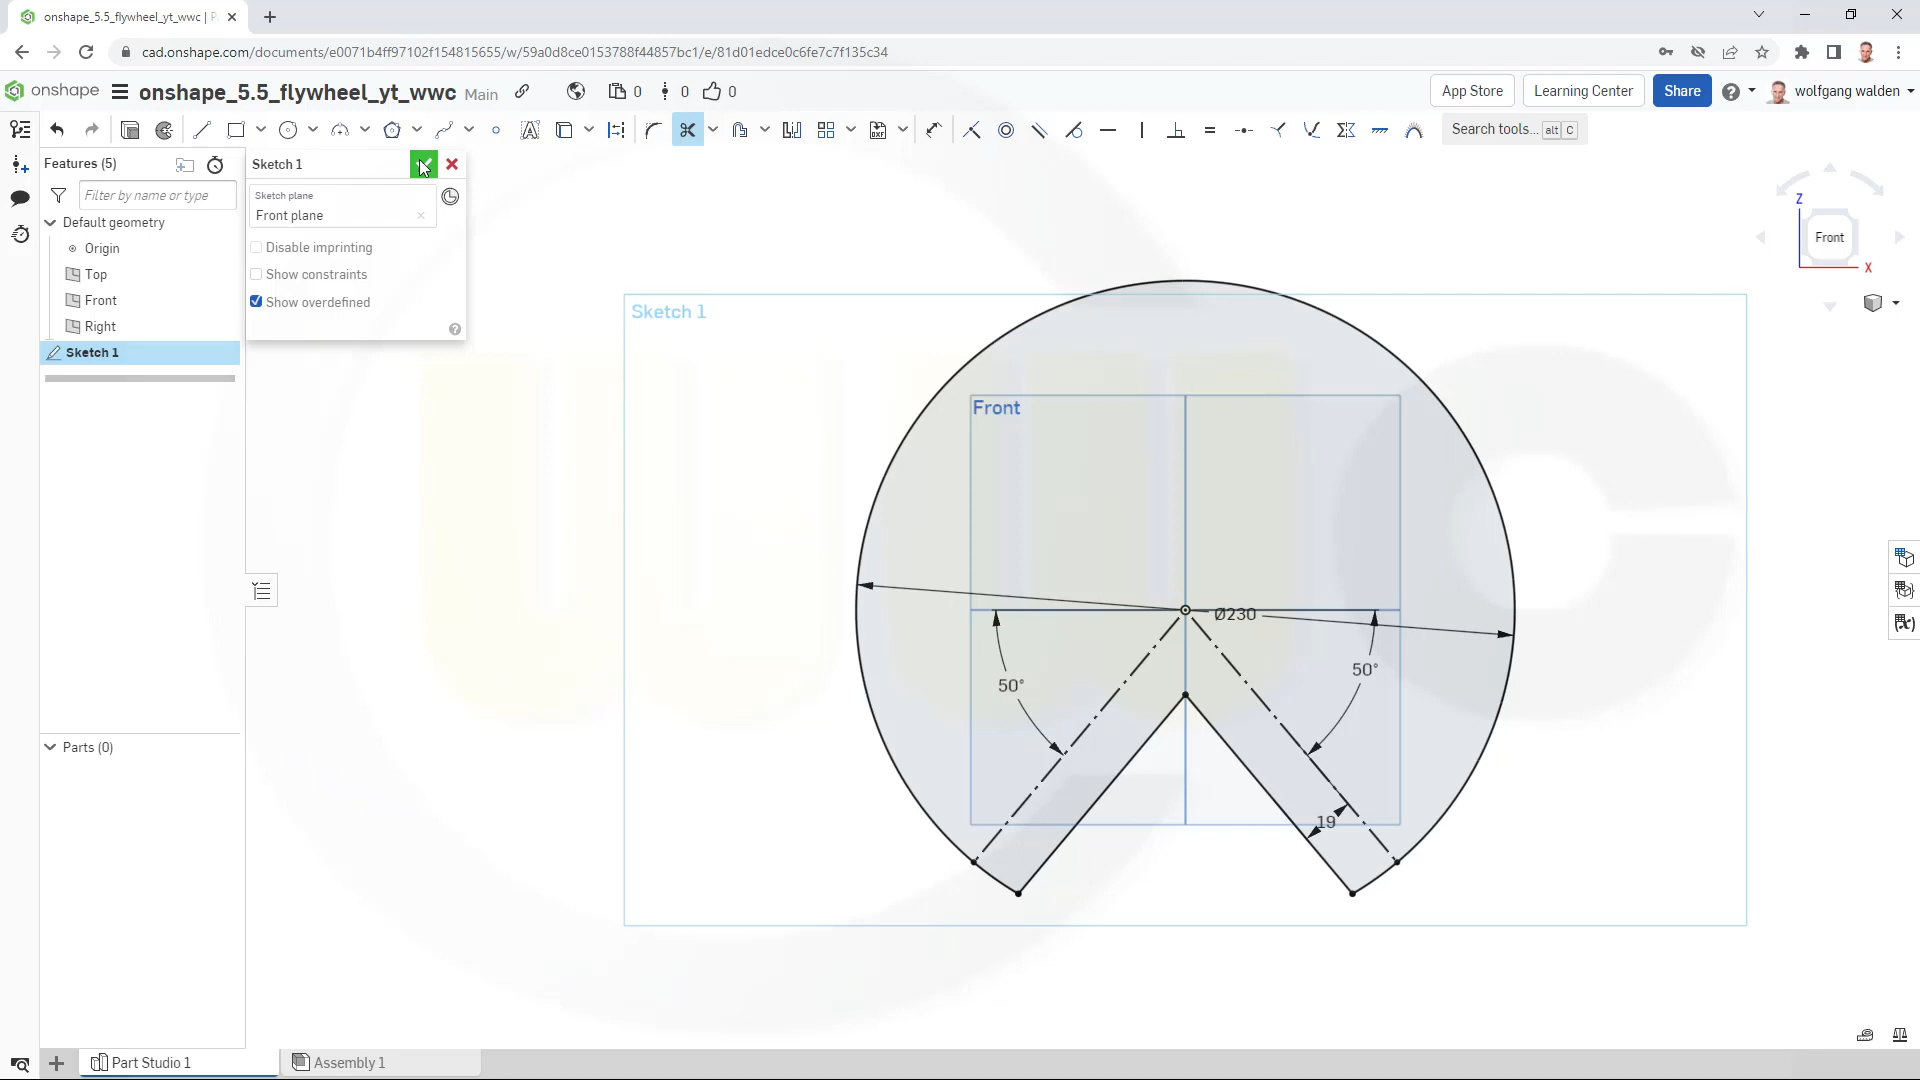 onshape_5.5_flywheel_yt_wwc | P
cad.onshape.com/documents/e0071b4ff97102f154815655/w/59a0d8ce0153788f44857bc1/e/81d01edce0c6fe7c7f135c34
onshape
onshape_5.5_flywheel_yt_wwc Main
0 0 0
App Store
Learning Center
Share
wolfgang walden
Search tools... alt C
Features (5)
Filter by name or type
Default geometry
Origin
Top
Front
Right
Sketch 1
Parts (0)
Sketch 1
Sketch plane
Front plane
Disable imprinting
Show constraints
Show overdefined
Sketch 1
Front
Ø230
50°
50°
19
Z
Front
X
Part Studio 1
Assembly 1